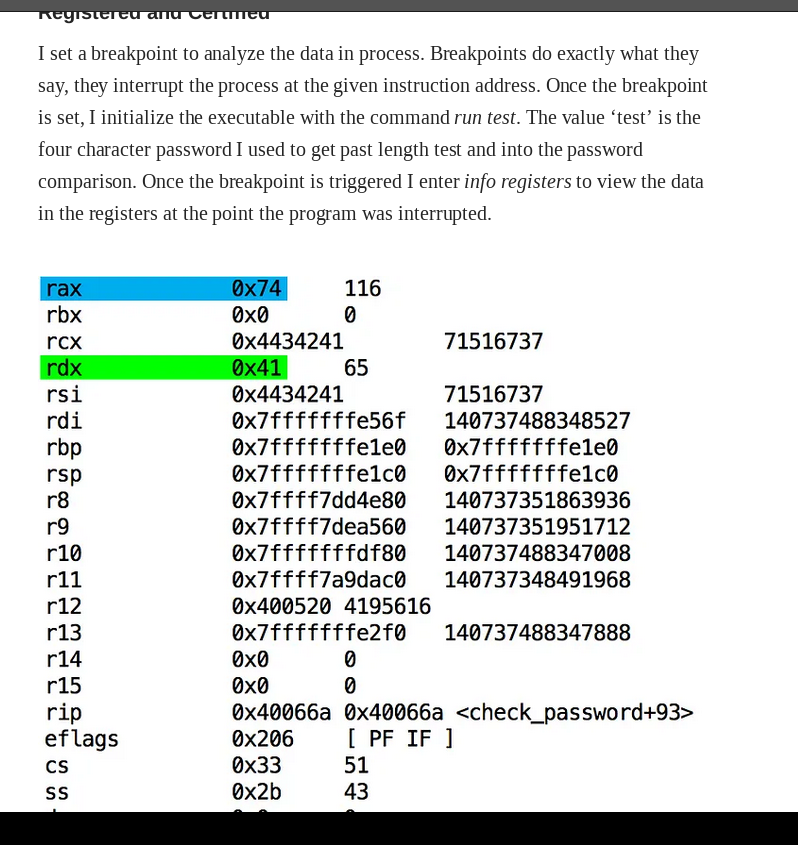 Registered and Certified
I set a breakpoint to analyze the data in process. Breakpoints do exactly what they
say, they interrupt the process at the given instruction address. Once the breakpoint
is set, I initialize the executable with the command run test. The value ‘test’ is the
four character password I used to get past length test and into the password
comparison. Once the breakpoint is triggered I enter info registers to view the data
in the registers at the point the program was interrupted.
rax 0x74 116
rbx 0x0 0
rcx 0x4434241 71516737
rdx 0x41 65
rsi 0x4434241 71516737
rdi 0x7fffffffe56f 140737488348527
rbp 0x7fffffffe1e0 0x7fffffffe1e0
rsp 0x7fffffffe1c0 0x7fffffffe1c0
r8 0x7ffff7dd4e80 140737351863936
r9 0x7ffff7dea560 140737351951712
r10 0x7fffffffdf80 140737488347008
r11 0x7ffff7a9dac0 140737348491968
r12 0x400520 4195616
r13 0x7fffffffe2f0 140737488347888
r14 0x0 0
r15 0x0 0
rip 0x40066a 0x40066a <check_password+93>
eflags 0x206 [ PF IF ]
cs 0x33 51
ss 0x2b 43